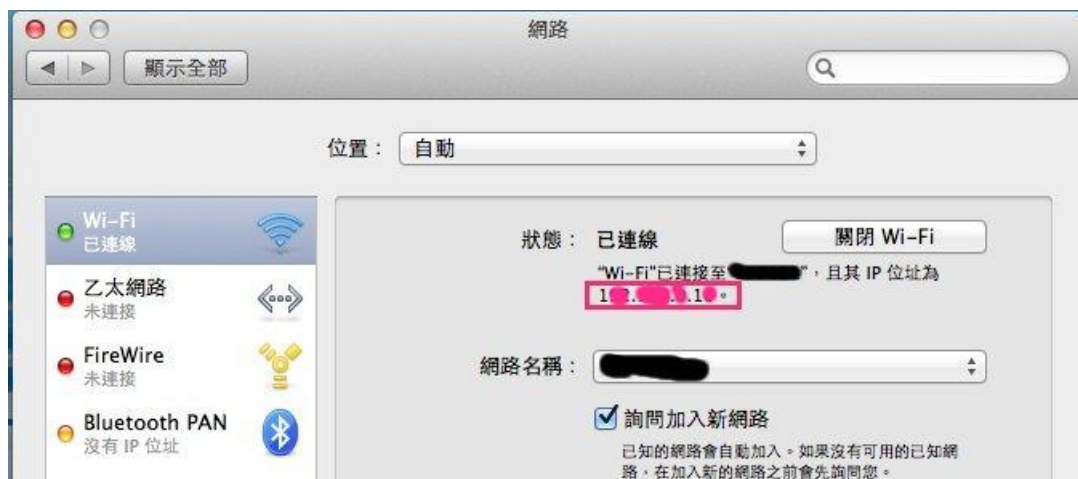 網路
顯示全部
位置： 自動
Wi-Fi
已連線
乙太網路
未連接
FireWire
未連接
Bluetooth PAN
沒有 IP 位址
狀態： 已連線 關閉 Wi-Fi
"Wi-Fi"已連接至 "，且其 IP 位址為
網路名稱：
詢問加入新網路
已知的網路會自動加入。如果沒有可用的已知網
路，在加入新的網路之前會先詢問您。